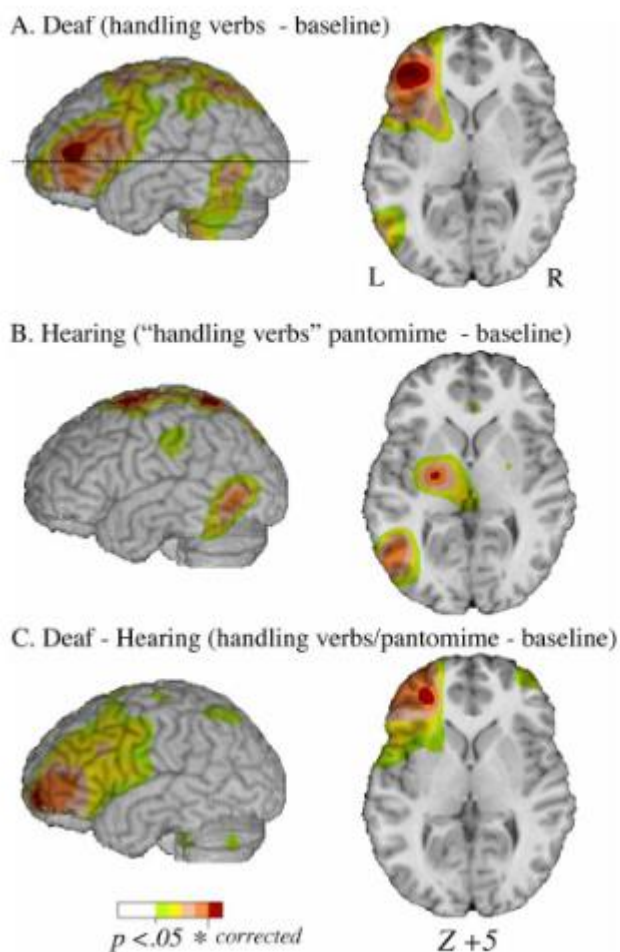 A. Deaf (handling verbs - baseline)
L R
B. Hearing (“handling verbs” pantomime - baseline)
C. Deaf - Hearing (handling verbs/pantomime - baseline)
p <.05 * corrected
Z +5